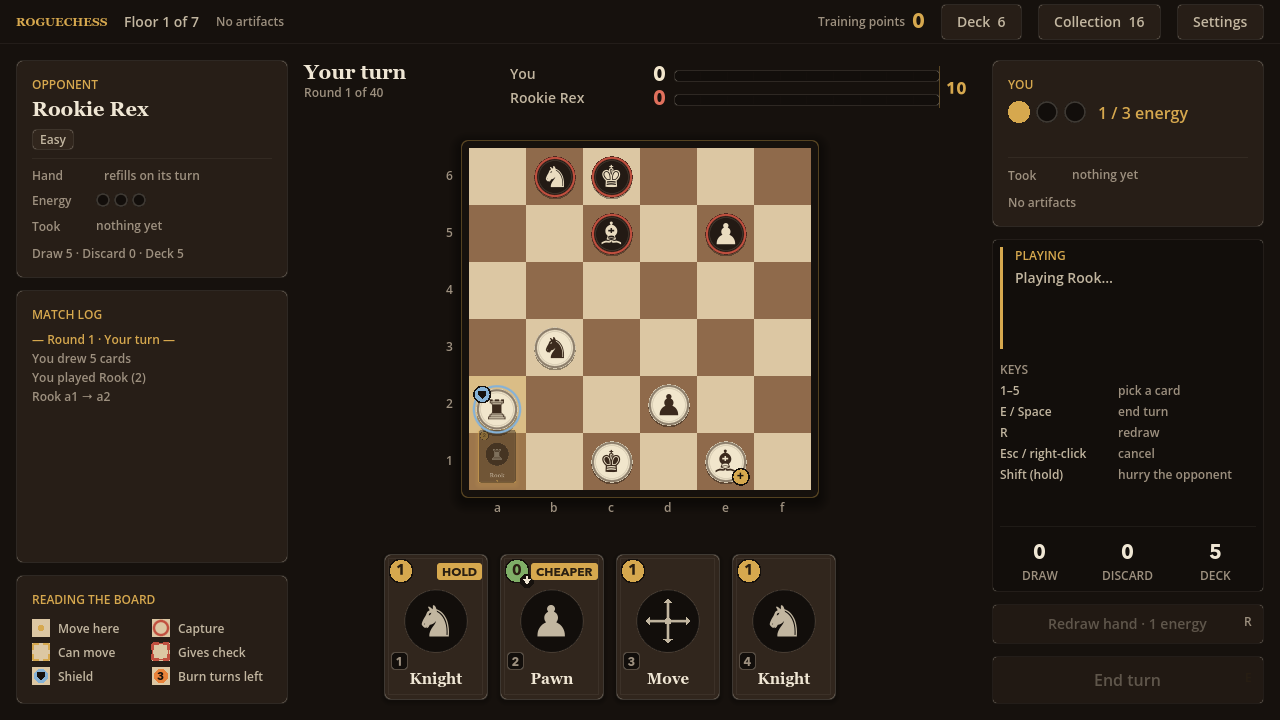 ROGUECHESS
Floor 1 of 7
No artifacts
Training points 0
Deck 6
Collection 16
Settings
OPPONENT
Rookie Rex
Easy
Hand refills on its turn
Energy
Took nothing yet
Draw 5 · Discard 0 · Deck 5
MATCH LOG
— Round 1 · Your turn —
You drew 5 cards
You played Rook (2)
Rook a1 → a2
READING THE BOARD
Move here
Capture
Can move
Gives check
Shield
3 Burn turns left
Your turn
Round 1 of 40
You 0
Rookie Rex 0
10
6
5
4
3
2
1
a b c d e f
Rook
1 HOLD
1
Knight
0 CHEAPER
2
Pawn
1
3
Move
1
4
Knight
YOU
1 / 3 energy
Took nothing yet
No artifacts
PLAYING
Playing Rook...
KEYS
1–5 pick a card
E / Space end turn
R redraw
Esc / right-click cancel
Shift (hold) hurry the opponent
0 0 5
DRAW DISCARD DECK
Redraw hand · 1 energy R
End turn